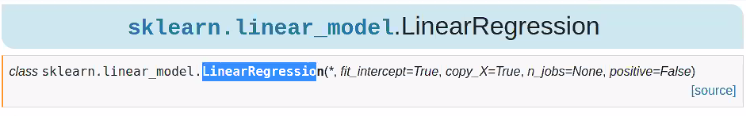 sklearn.linear_model.LinearRegression
class sklearn.linear_model.LinearRegression(*, fit_intercept=True, copy_X=True, n_jobs=None, positive=False)
[source]